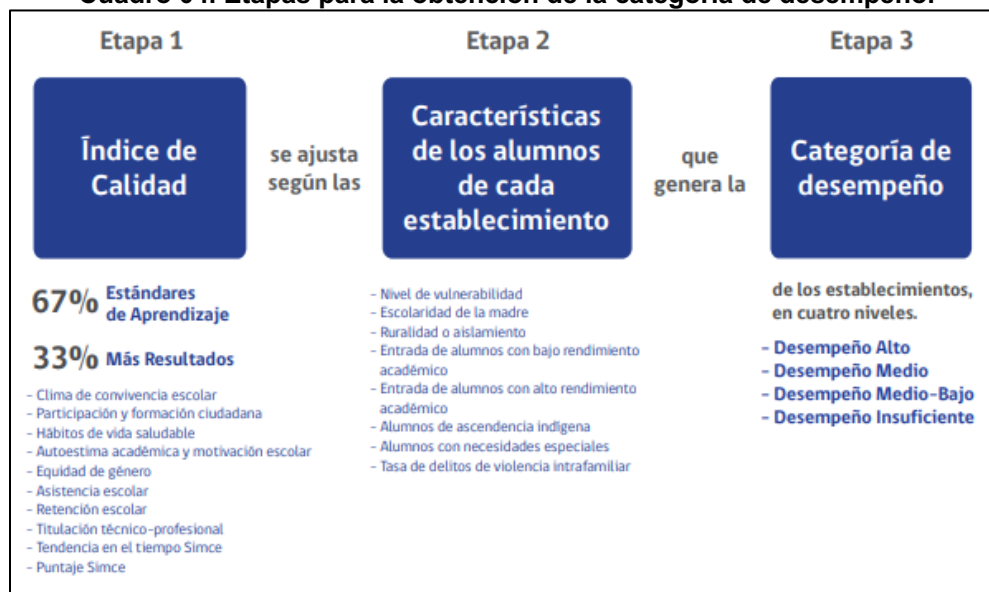 Cuadro 04. Etapas para la obtención de la categoría de desempeño.
Etapa 1
Índice de
Calidad
se ajusta
según las
Etapa 2
Características
de los alumnos
de cada
establecimiento
que
genera la
Etapa 3
Categoría de
desempeño
67% Estándares
de Aprendizaje
33% Más Resultados
- Clima de convivencia escolar
- Participación y formación ciudadana
- Hábitos de vida saludable
- Autoestima académica y motivación escolar
- Equidad de género
- Asistencia escolar
- Retención escolar
- Titulación técnico-profesional
- Tendencia en el tiempo Simce
- Puntaje Simce
- Nivel de vulnerabilidad
- Escolaridad de la madre
- Ruralidad o aislamiento
- Entrada de alumnos con bajo rendimiento
académico
- Entrada de alumnos con alto rendimiento
académico
- Alumnos de ascendencia indígena
- Alumnos con necesidades especiales
- Tasa de delitos de violencia intrafamiliar
de los establecimientos,
en cuatro niveles.
- Desempeño Alto
- Desempeño Medio
- Desempeño Medio-Bajo
- Desempeño Insuficiente